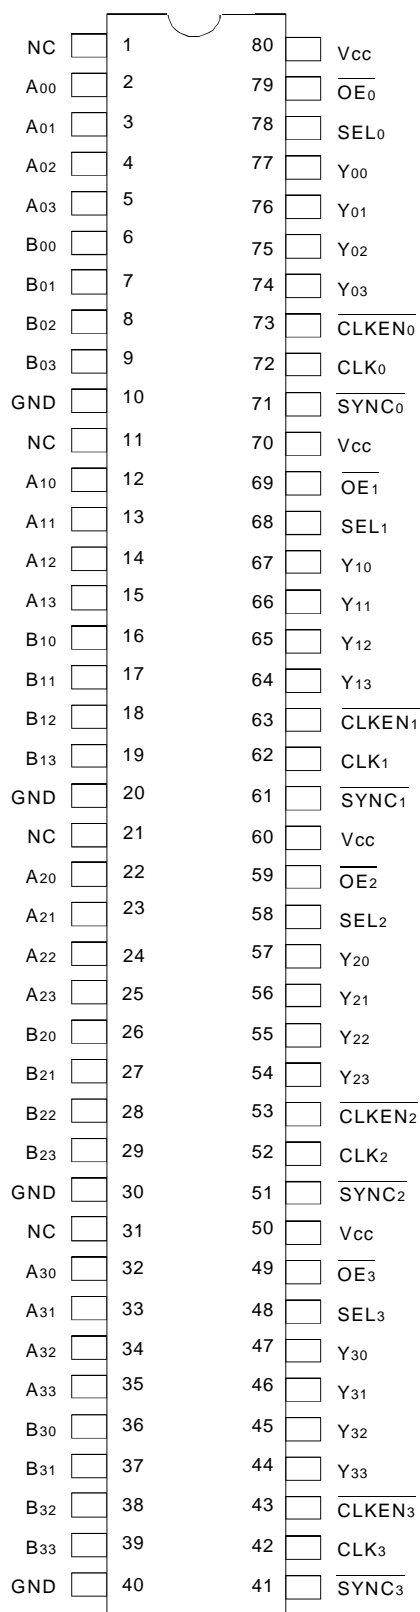 NC 1 80 Vcc
A00 2 79 OE0
A01 3 78 SEL0
A02 4 77 Y00
A03 5 76 Y01
B00 6 75 Y02
B01 7 74 Y03
B02 8 73 CLKEN0
B03 9 72 CLK0
GND 10 71 SYNC0
NC 11 70 Vcc
A10 12 69 OE1
A11 13 68 SEL1
A12 14 67 Y10
A13 15 66 Y11
B10 16 65 Y12
B11 17 64 Y13
B12 18 63 CLKEN1
B13 19 62 CLK1
GND 20 61 SYNC1
NC 21 60 Vcc
A20 22 59 OE2
A21 23 58 SEL2
A22 24 57 Y20
A23 25 56 Y21
B20 26 55 Y22
B21 27 54 Y23
B22 28 53 CLKEN2
B23 29 52 CLK2
GND 30 51 SYNC2
NC 31 50 Vcc
A30 32 49 OE3
A31 33 48 SEL3
A32 34 47 Y30
A33 35 46 Y31
B30 36 45 Y32
B31 37 44 Y33
B32 38 43 CLKEN3
B33 39 42 CLK3
GND 40 41 SYNC3